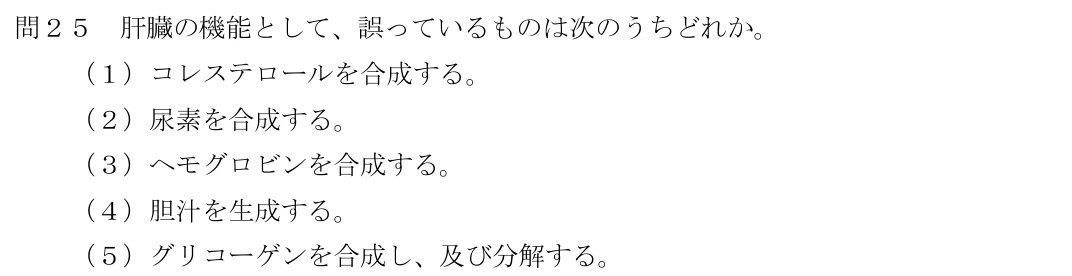 問２５　肝臓の機能として、誤っているものは次のうちどれか。
（１）コレステロールを合成する。
（２）尿素を合成する。
（３）ヘモグロビンを合成する。
（４）胆汁を生成する。
（５）グリコーゲンを合成し、及び分解する。